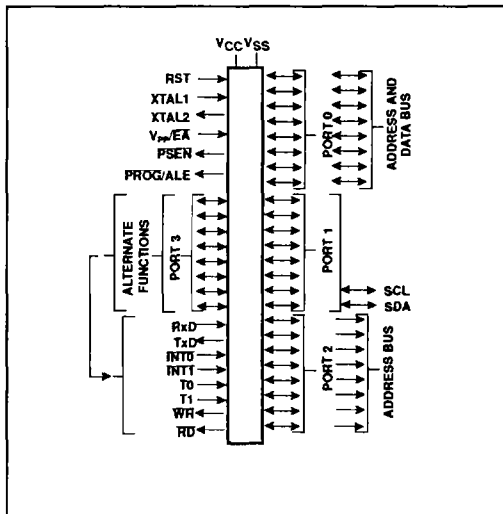 VCC VSS
RST
XTAL1
XTAL2
VPP/EA
PSEN
PROG/ALE
ALTERNATE
FUNCTIONS
PORT 3
RxD
TxD
INT0
INT1
T0
T1
WR
RD
PORT 0
ADDRESS AND
DATA BUS
PORT 1
SCL
SDA
PORT 2
ADDRESS BUS